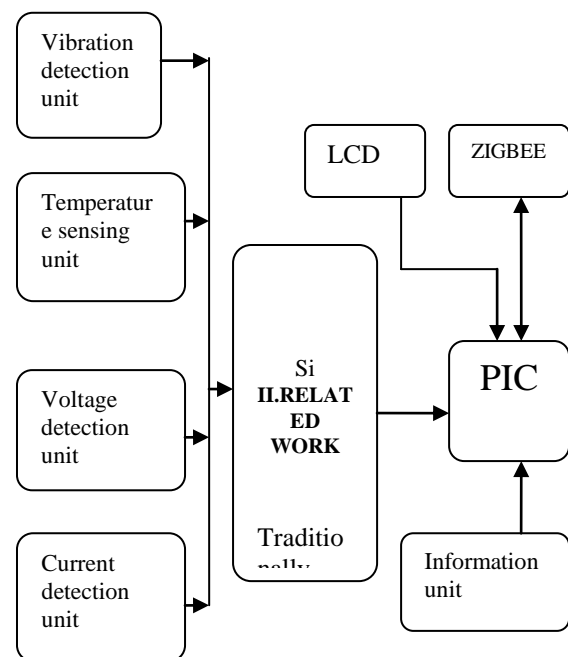 Vibration
detection
unit
Temperatur
e sensing
unit
Voltage
detection
unit
Current
detection
unit
Si
II.RELAT
ED
WORK
Traditio
nally
LCD
ZIGBEE
PIC
Information
unit